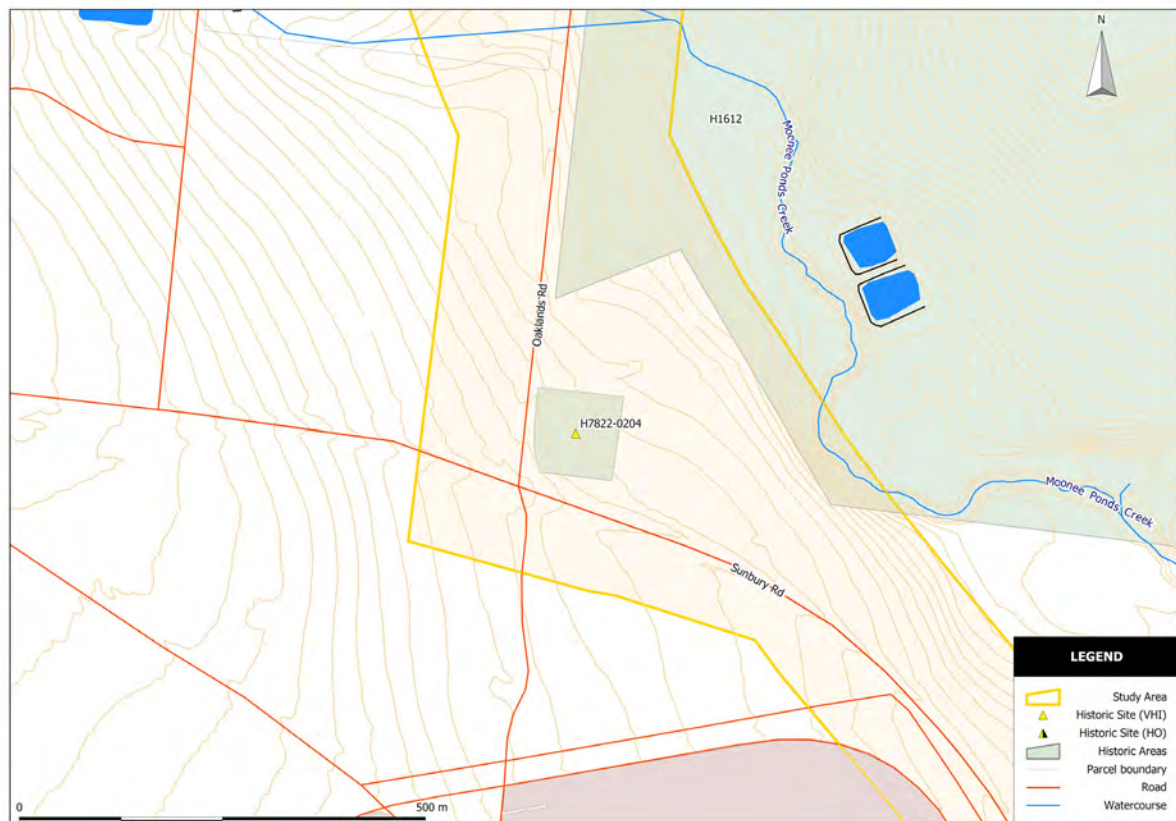 N
H1612
Moonee Ponds Creek
Oaklands Rd
H7822-0204
Moonee Ponds Creek
Sunbury Rd
LEGEND
Study Area
Historic Site (VHI)
Historic Site (HO)
Historic Areas
Parcel boundary
Road
Watercourse
0 500 m